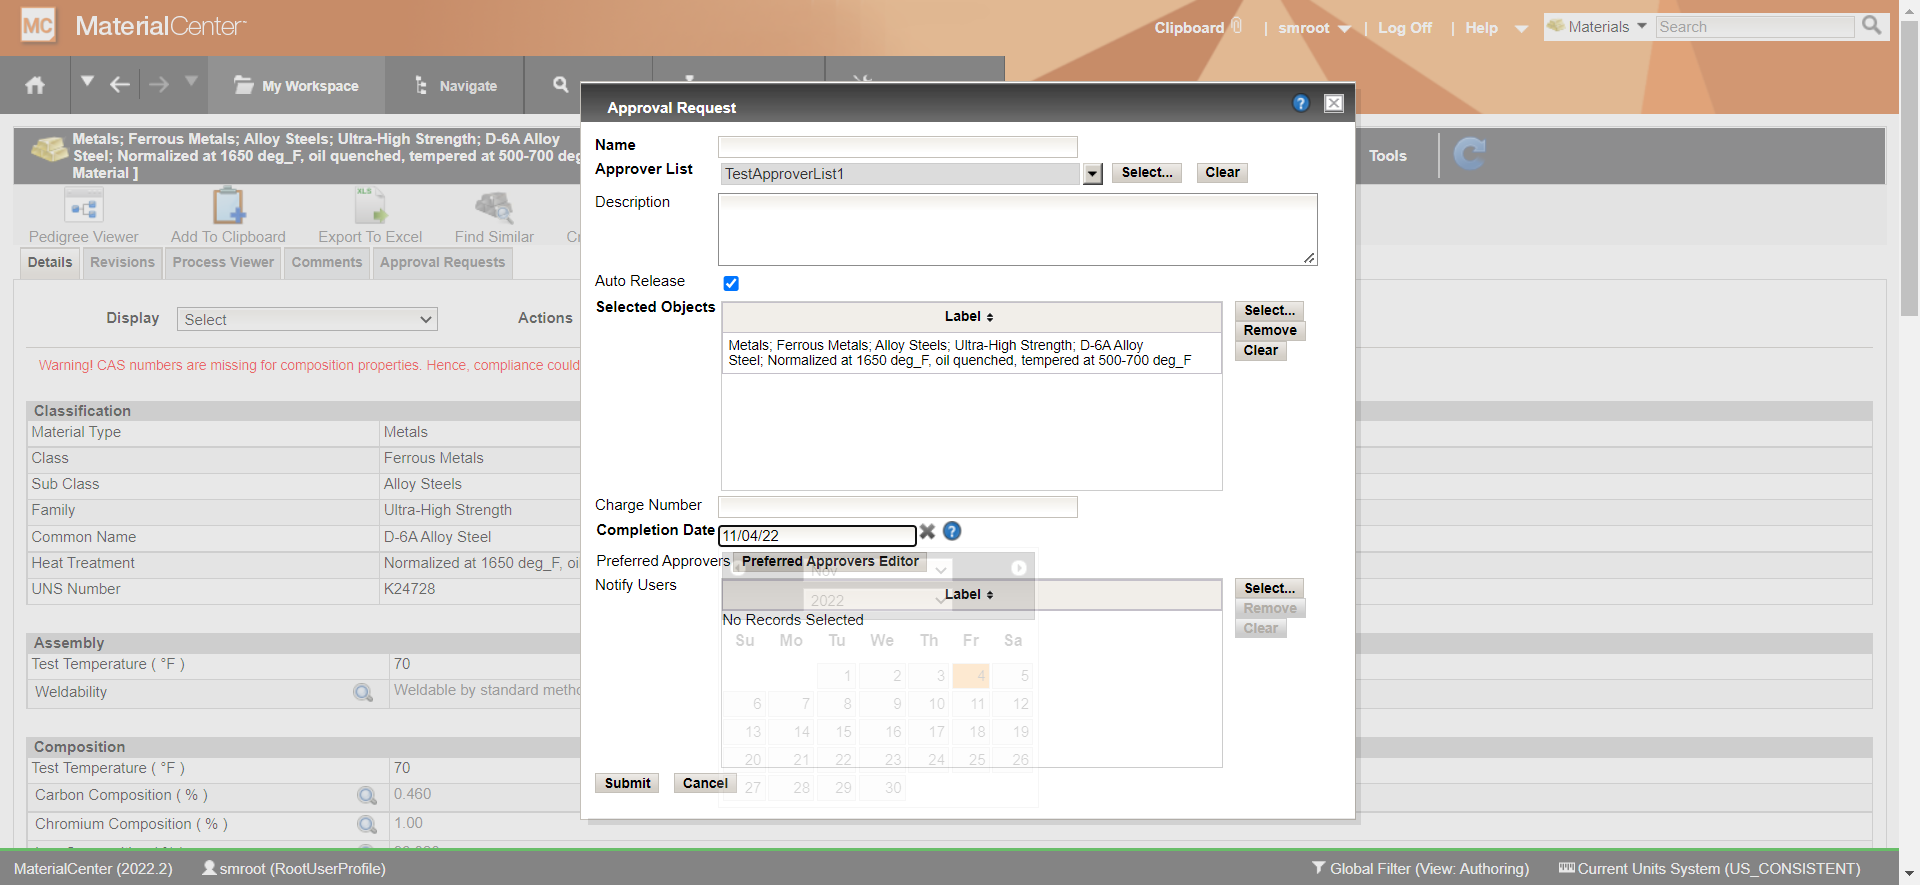 MC MaterialCenter
Clipboard | smroot | Log Off | Help Materials Search
My Workspace Navigate
Metals; Ferrous Metals; Alloy Steels; Ultra-High Strength; D-6A Alloy
Steel; Normalized at 1650 deg_F, oil quenched, tempered at 500-700 deg
Material ]
Tools
XLS
Pedigree Viewer Add To Clipboard Export To Excel Find Similar
Details Revisions Process Viewer Comments Approval Requests
Display Select Actions
Warning! CAS numbers are missing for composition properties. Hence, compliance could
Classification
Material Type Metals
Class Ferrous Metals
Sub Class Alloy Steels
Family Ultra-High Strength
Common Name D-6A Alloy Steel
Heat Treatment Normalized at 1650 deg_F, oi
UNS Number K24728
Assembly
Test Temperature ( °F ) 70
Weldability Weldable by standard metho
Composition
Test Temperature ( °F ) 70
Carbon Composition ( % ) 0.460
Chromium Composition ( % ) 1.00
Approval Request ?
Name
Approver List TestApproverList1 Select... Clear
Description
Auto Release
Selected Objects Label Select...
Remove
Clear
Metals; Ferrous Metals; Alloy Steels; Ultra-High Strength; D-6A Alloy
Steel; Normalized at 1650 deg_F, oil quenched, tempered at 500-700 deg_F
Charge Number
Completion Date 11/04/22 ?
Preferred Approvers Preferred Approvers Editor
Nov
Notify Users Label Select...
2022 Remove
No Records Selected Clear
Su Mo Tu We Th Fr Sa
1 2 3 4 5
6 7 8 9 10 11 12
13 14 15 16 17 18 19
20 21 22 23 24 25 26
27 28 29 30
Submit Cancel
MaterialCenter (2022.2) smroot (RootUserProfile) Global Filter (View: Authoring) Current Units System (US_CONSISTENT)